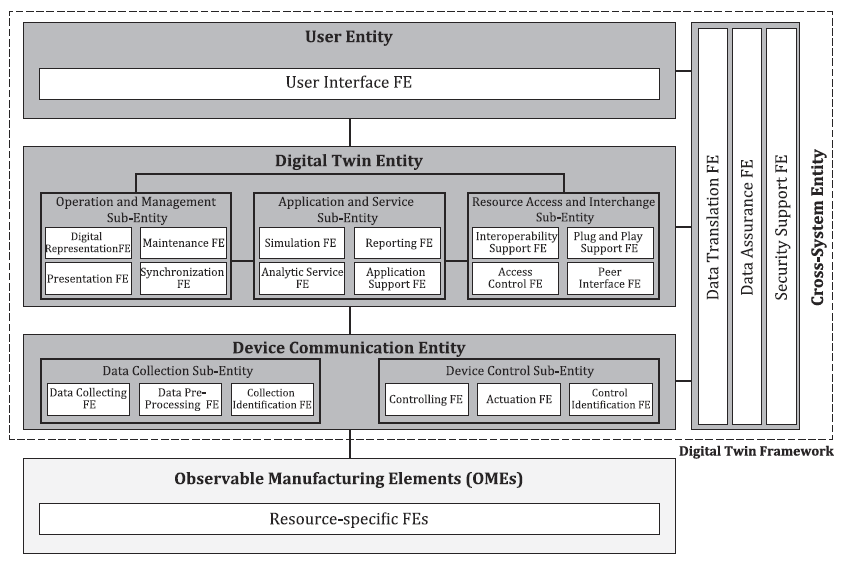 User Entity
User Interface FE
Digital Twin Entity
Operation and Management
Sub-Entity
Digital
RepresentationFE
Maintenance FE
Presentation FE
Synchronization
FE
Application and Service
Sub-Entity
Simulation FE
Reporting FE
Analytic Service
FE
Application
Support FE
Resource Access and Interchange
Sub-Entity
Interoperability
Support FE
Plug and Play
Support FE
Access
Control FE
Peer
Interface FE
Device Communication Entity
Data Collection Sub-Entity
Data Collecting
FE
Data Pre-
Processing FE
Collection
Identification FE
Device Control Sub-Entity
Controlling FE
Actuation FE
Control
Identification FE
Data Translation FE
Data Assurance FE
Security Support FE
Cross-System Entity
Digital Twin Framework
Observable Manufacturing Elements (OMEs)
Resource-specific FEs